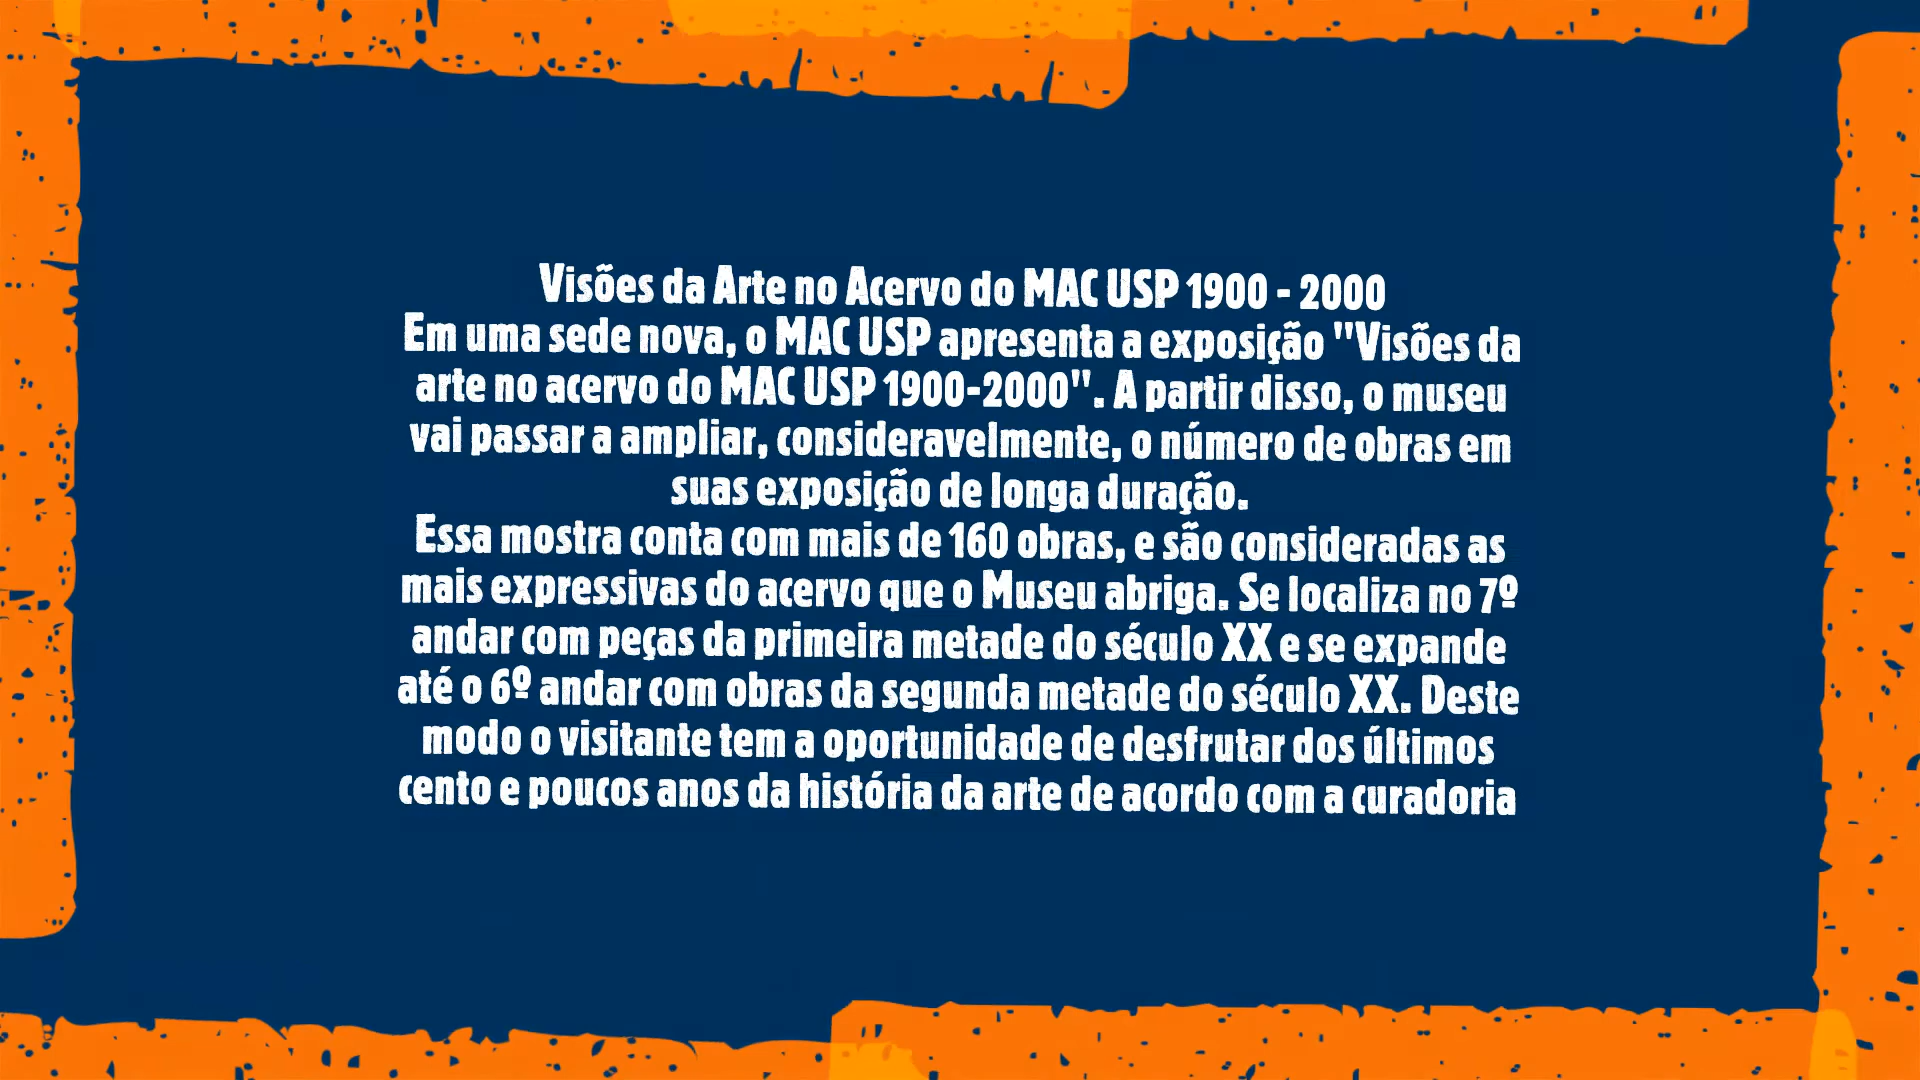 Visões da Arte no Acervo do MAC USP 1900 - 2000
Em uma sede nova, o MAC USP apresenta a exposição "Visões da
arte no acervo do MAC USP 1900-2000". A partir disso, o museu
vai passar a ampliar, consideravelmente, o número de obras em
suas exposição de longa duração.
Essa mostra conta com mais de 160 obras, e são consideradas as
mais expressivas do acervo que o Museu abriga. Se localiza no 7º
andar com peças da primeira metade do século XX e se expande
até o 6º andar com obras da segunda metade do século XX. Deste
modo o visitante tem a oportunidade de desfrutar dos últimos
cento e poucos anos da história da arte de acordo com a curadoria